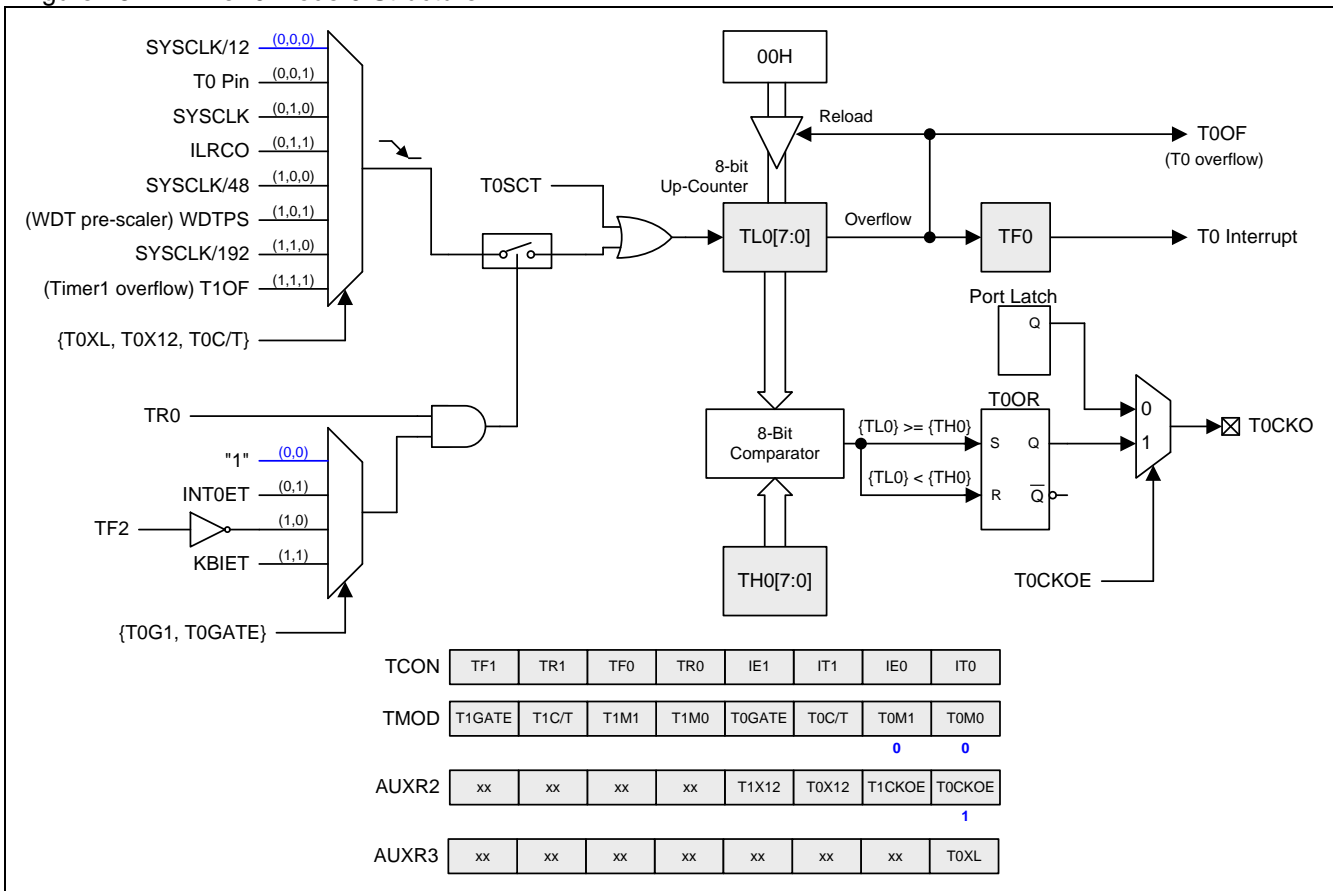 SYSCLK/12 (0,0,0)
T0 Pin (0,0,1)
SYSCLK (0,1,0)
ILRCO (0,1,1)
SYSCLK/48 (1,0,0)
(WDT pre-scaler) WDTPS (1,0,1)
SYSCLK/192 (1,1,0)
(Timer1 overflow) T1OF (1,1,1)
{T0XL, T0X12, T0C/T}
TR0
"1" (0,0)
INT0ET (0,1)
TF2 (1,0)
KBIET (1,1)
{T0G1, T0GATE}
T0SCT
00H
Reload
8-bit
Up-Counter
TL0[7:0]
Overflow
TF0
T0OF
(T0 overflow)
T0 Interrupt
Port Latch
Q
8-Bit
Comparator
{TL0} >= {TH0}
{TL0} < {TH0}
T0OR
S Q
R Q
0
1
T0CKO
TH0[7:0]
T0CKOE
TCON TF1 TR1 TF0 TR0 IE1 IT1 IE0 IT0
TMOD T1GATE T1C/T T1M1 T1M0 T0GATE T0C/T T0M1 T0M0
0 0
AUXR2 xx xx xx xx T1X12 T0X12 T1CKOE T0CKOE
1
AUXR3 xx xx xx xx xx xx xx T0XL